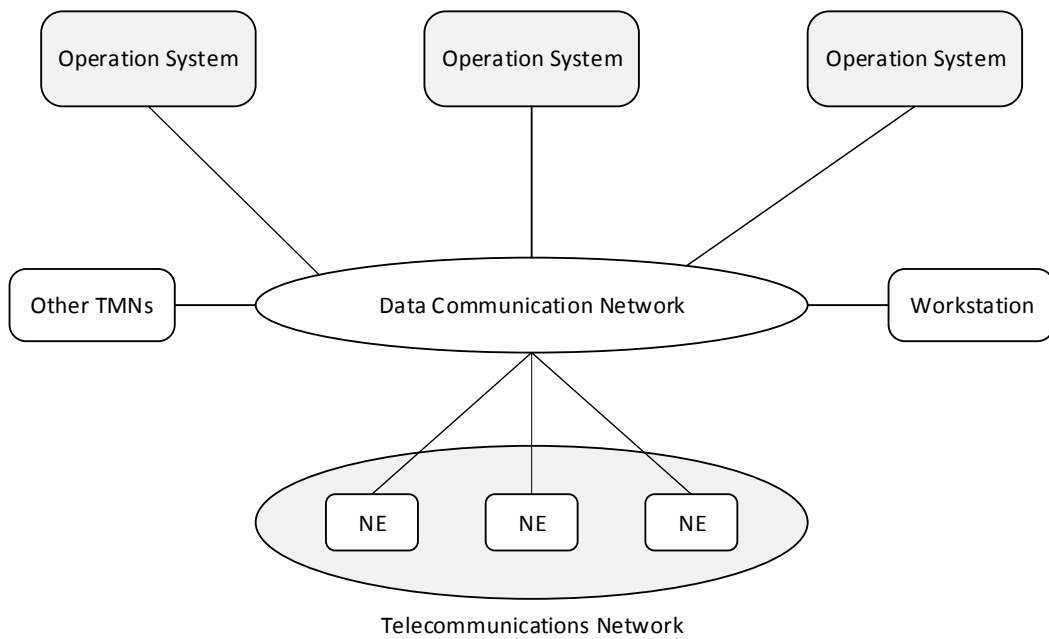 Operation System
Operation System
Operation System
Other TMNs
Data Communication Network
Workstation
NE
NE
NE
Telecommunications Network